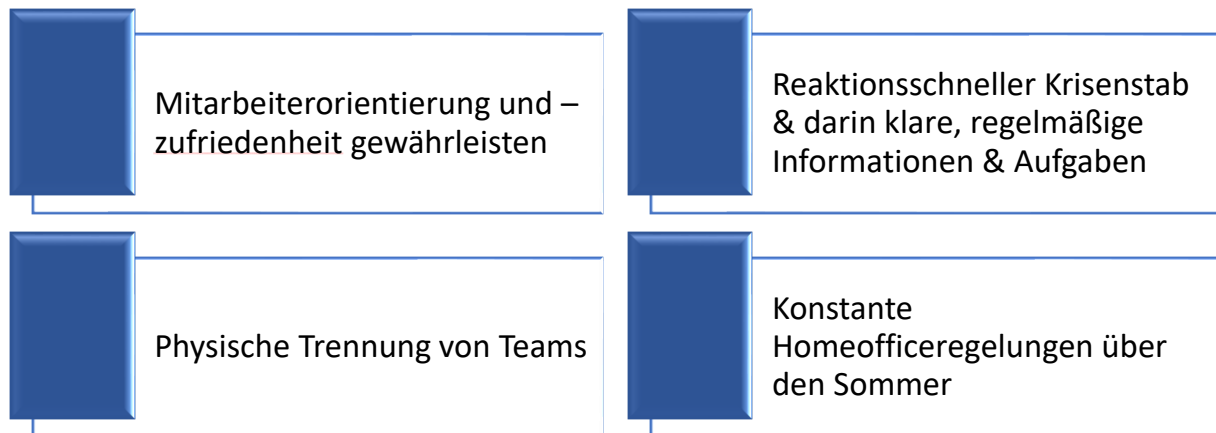 Mitarbeiterorientierung und –
zufriedenheit gewährleisten
Reaktionsschneller Krisenstab
& darin klare, regelmäßige
Informationen & Aufgaben
Physische Trennung von Teams
Konstante
Homeofficeregelungen über
den Sommer